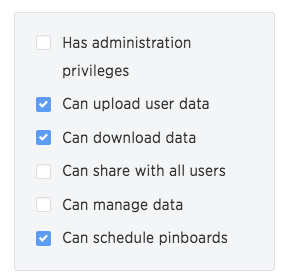 Has administration
privileges
Can upload user data
Can download data
Can share with all users
Can manage data
Can schedule pinboards